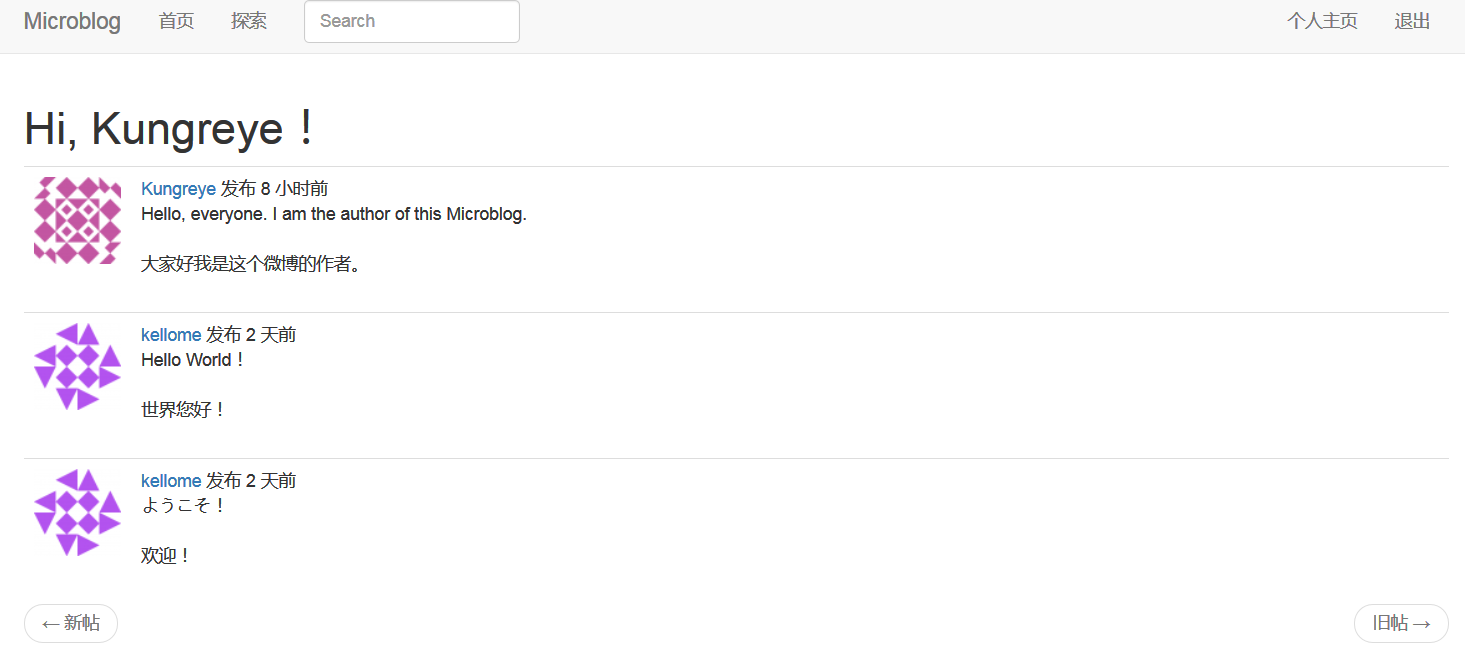 Microblog 首页 探索 Search 个人主页 退出
Hi, Kungreye！
Kungreye 发布 8 小时前
Hello, everyone. I am the author of this Microblog.
大家好我是这个微博的作者。
kellome 发布 2 天前
Hello World！
世界您好！
kellome 发布 2 天前
ようこそ！
欢迎！
← 新帖 旧帖 →